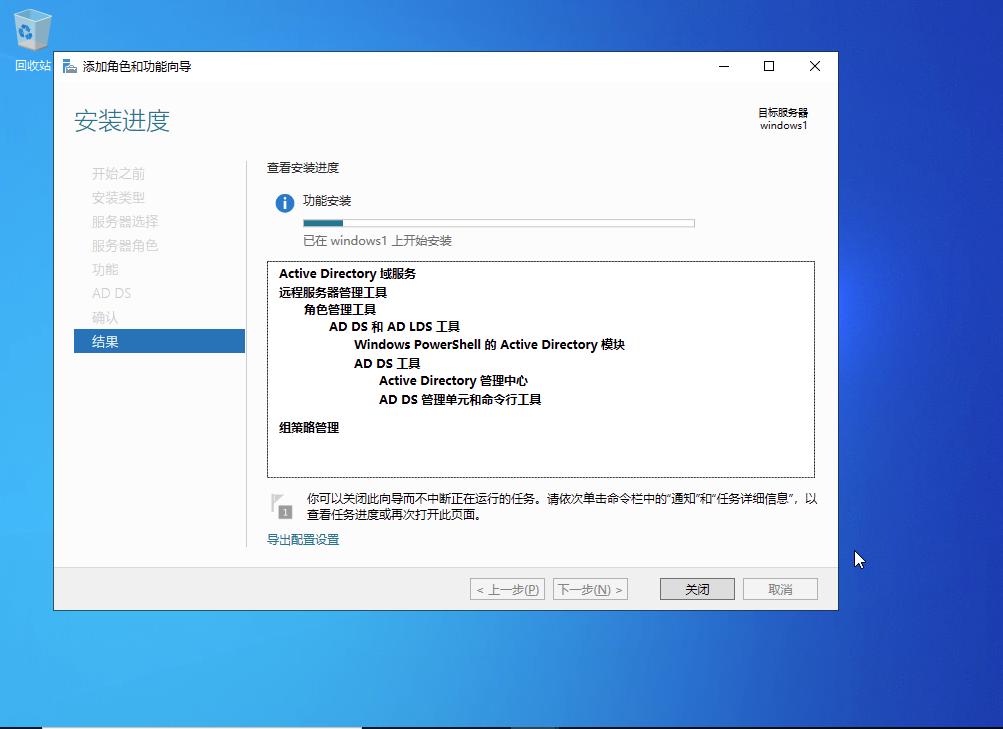 回收站
添加角色和功能向导
安装进度
目标服务器
windows1
开始之前
安装类型
服务器选择
服务器角色
功能
AD DS
确认
结果
查看安装进度
功能安装
已在 windows1 上开始安装
Active Directory 域服务
远程服务器管理工具
角色管理工具
AD DS 和 AD LDS 工具
Windows PowerShell 的 Active Directory 模块
AD DS 工具
Active Directory 管理中心
AD DS 管理单元和命令行工具
组策略管理
1
你可以关闭此向导而不中断正在运行的任务。请依次单击命令栏中的“通知”和“任务详细信息”，以
查看任务进度或再次打开此页面。
导出配置设置
< 上一步(P)
下一步(N) >
关闭
取消